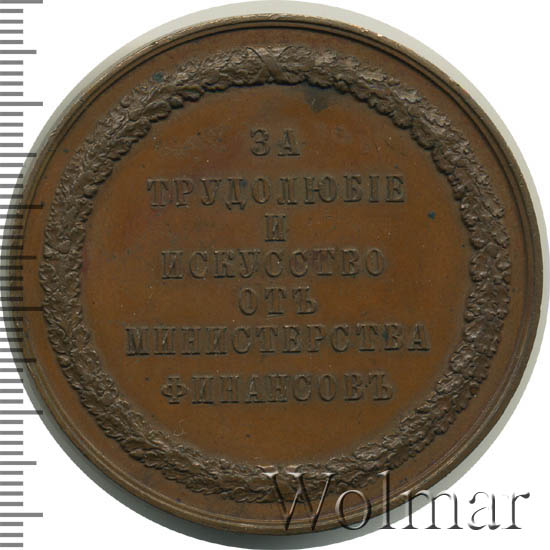 ЗА
ТРУДОЛЮБІЕ
И
ИСКУССТВО
ОТЪ
МИНИСТЕРСТВА
ФИНАНСОВЪ
Wolmar